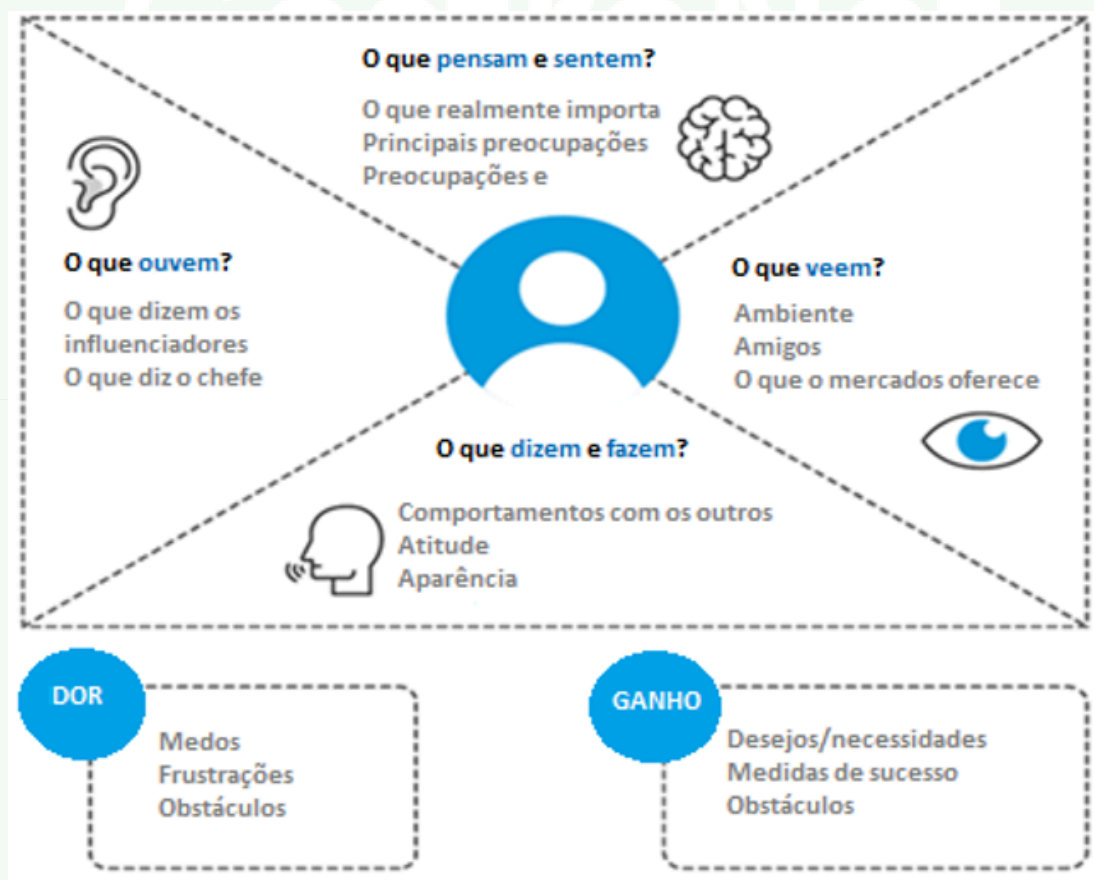 O que pensam e sentem?
O que realmente importa
Principais preocupações
Preocupações e
O que ouvem?
O que dizem os
influenciadores
O que diz o chefe
O que veem?
Ambiente
Amigos
O que o mercados oferece
O que dizem e fazem?
Comportamentos com os outros
Atitude
Aparência
DOR
Medos
Frustrações
Obstáculos
GANHO
Desejos/necessidades
Medidas de sucesso
Obstáculos